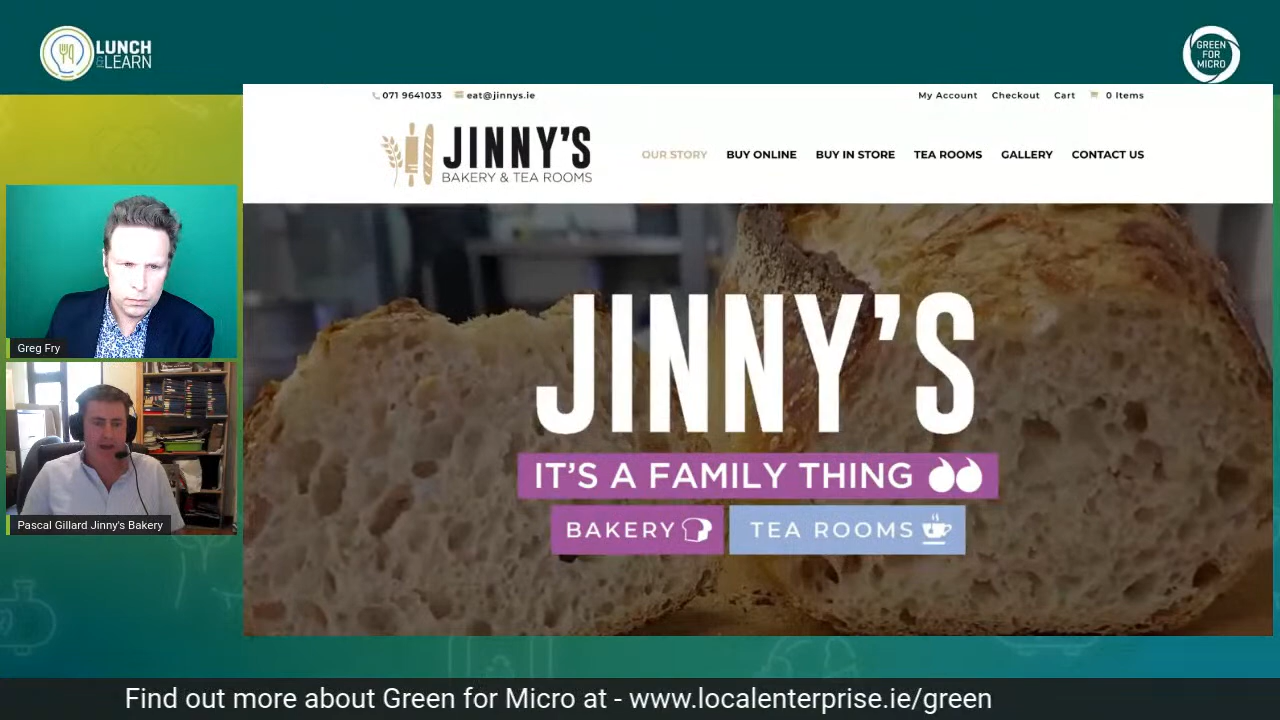 LUNCH
&LEARN
GREEN
FOR
MICRO
071 9641033 eat@jinnys.ie My Account Checkout Cart 0 Items
JINNY'S
BAKERY & TEA ROOMS
OUR STORY BUY ONLINE BUY IN STORE TEA ROOMS GALLERY CONTACT US
JINNY'S
IT'S A FAMILY THING
BAKERY TEA ROOMS
Greg Fry
Pascal Gillard Jinny's Bakery
Find out more about Green for Micro at - www.localenterprise.ie/green